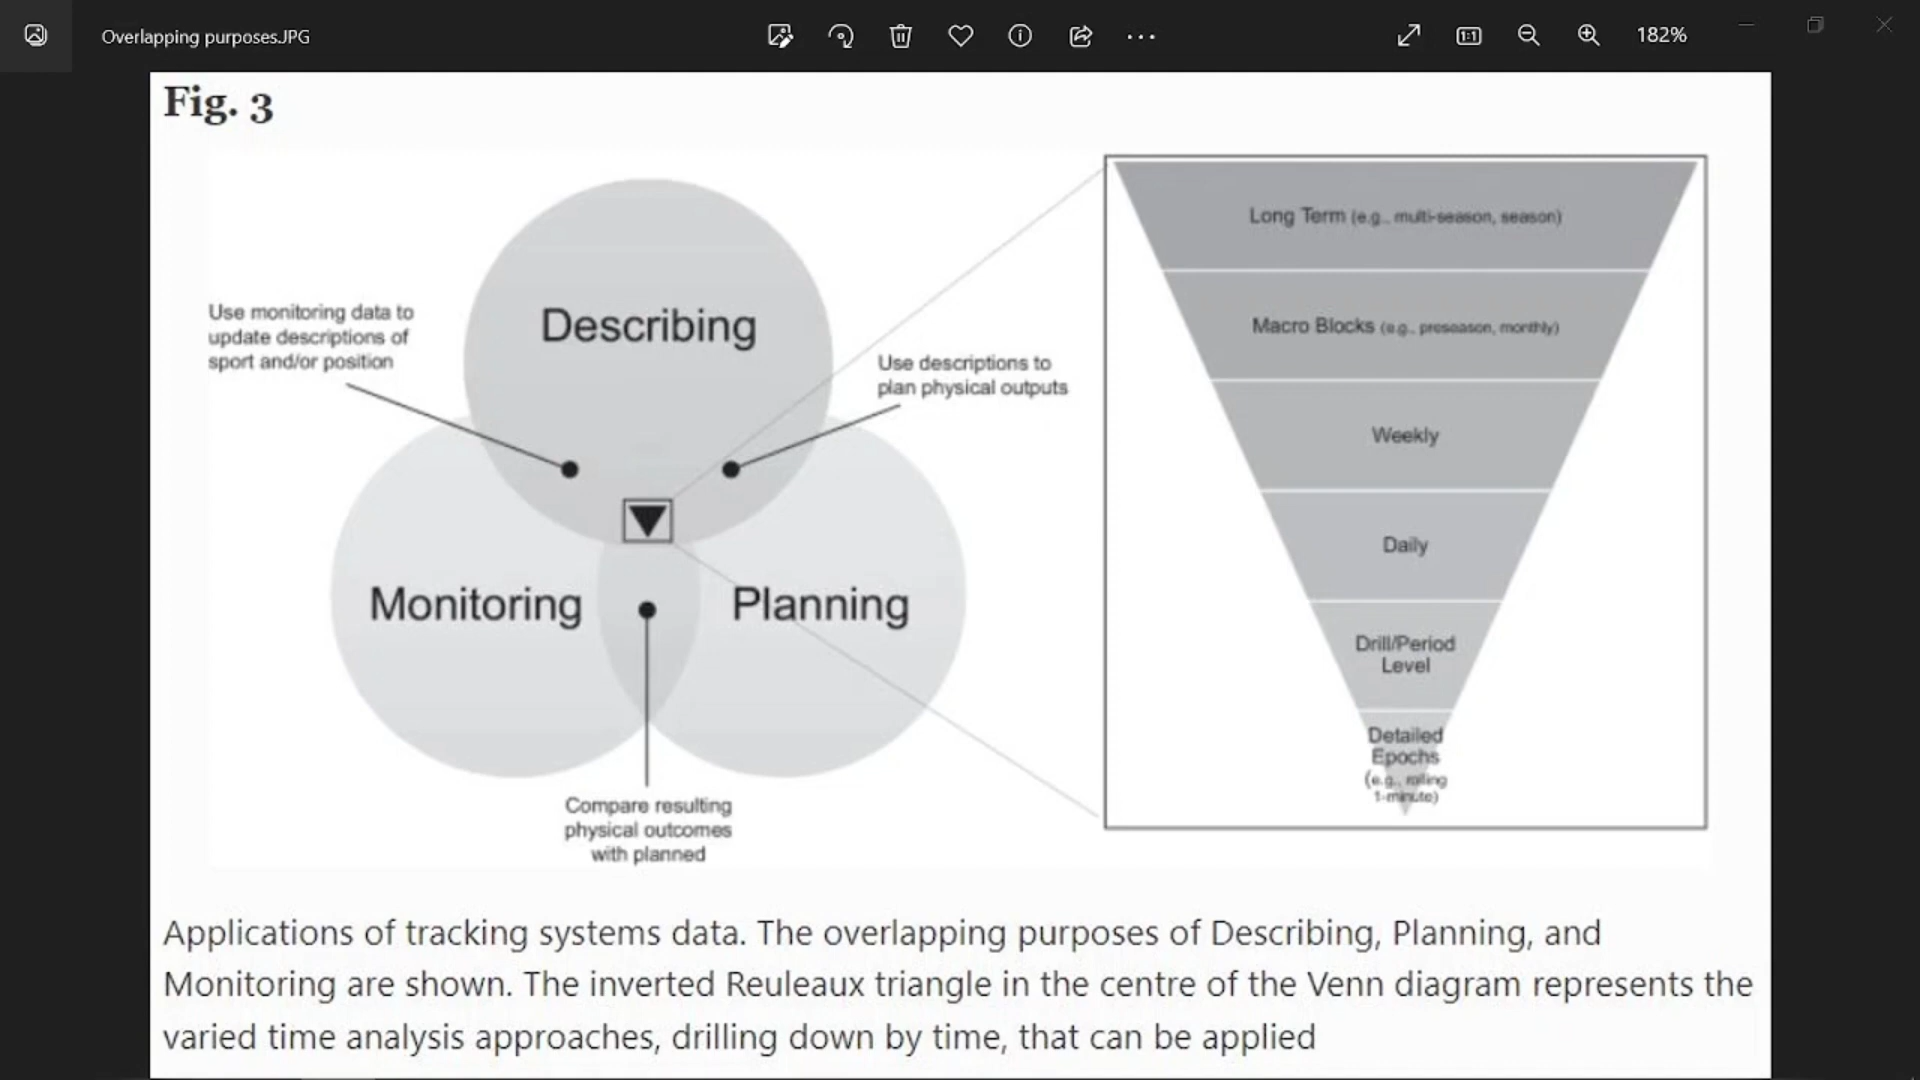 Overlapping purposes.JPG
182%
Fig. 3
Describing
Use monitoring data to
update descriptions of
sport and/or position
Use descriptions to
plan physical outputs
Monitoring
Planning
Compare resulting
physical outcomes
with planned
Long Term (e.g., multi-season, season)
Macro Blocks (e.g., preseason, monthly)
Weekly
Daily
Drill/Period
Level
Detailed
Epochs
(e.g., rolling
1-minute)
Applications of tracking systems data. The overlapping purposes of Describing, Planning, and
Monitoring are shown. The inverted Reuleaux triangle in the centre of the Venn diagram represents the
varied time analysis approaches, drilling down by time, that can be applied